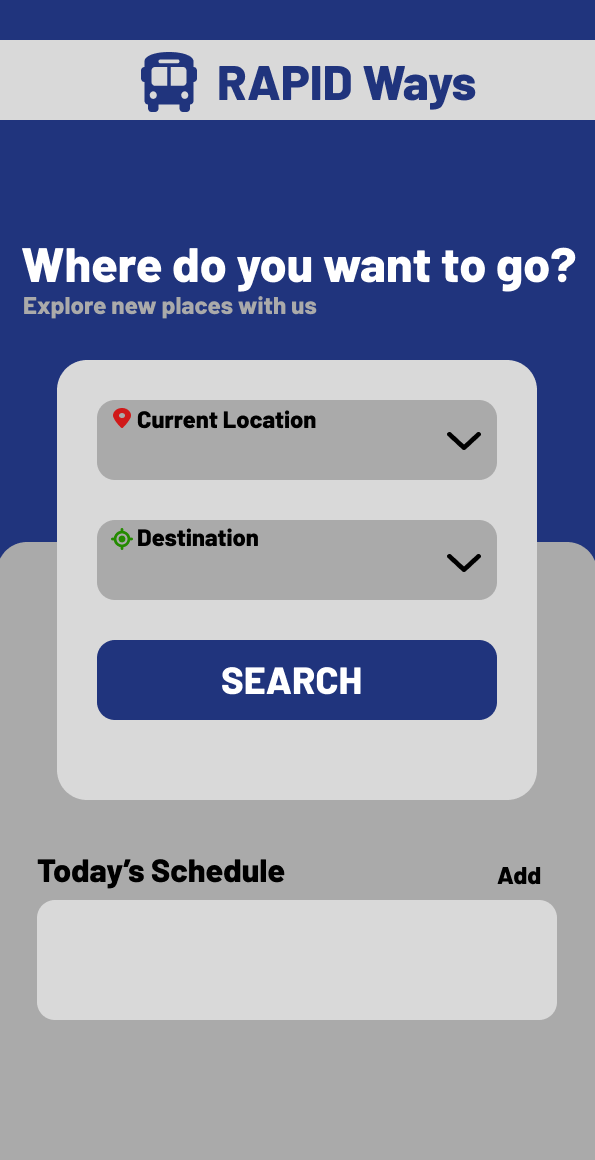 RAPID Ways
Where do you want to go?
Explore new places with us
Current Location
Destination
SEARCH
Today’s Schedule
Add